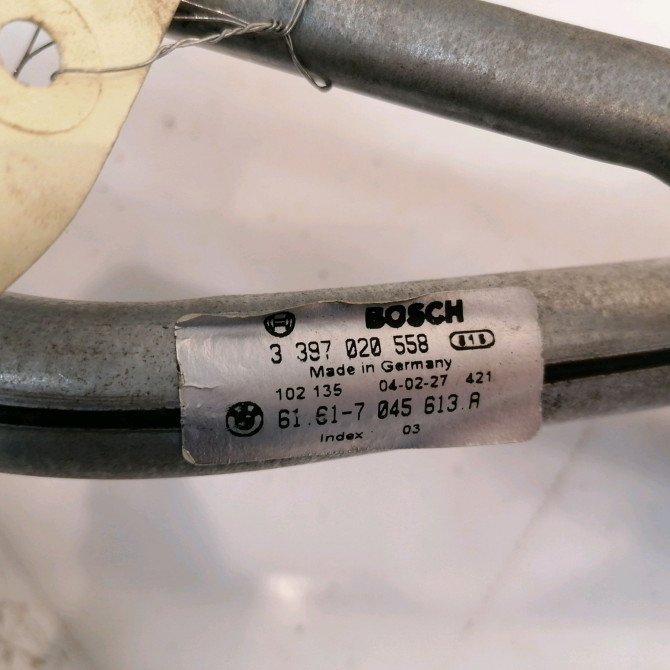 BOSCH
3 397 020 558 816
Made in Germany
102 135 04-02-27 421
61.61-7 045 613.A
Index 03